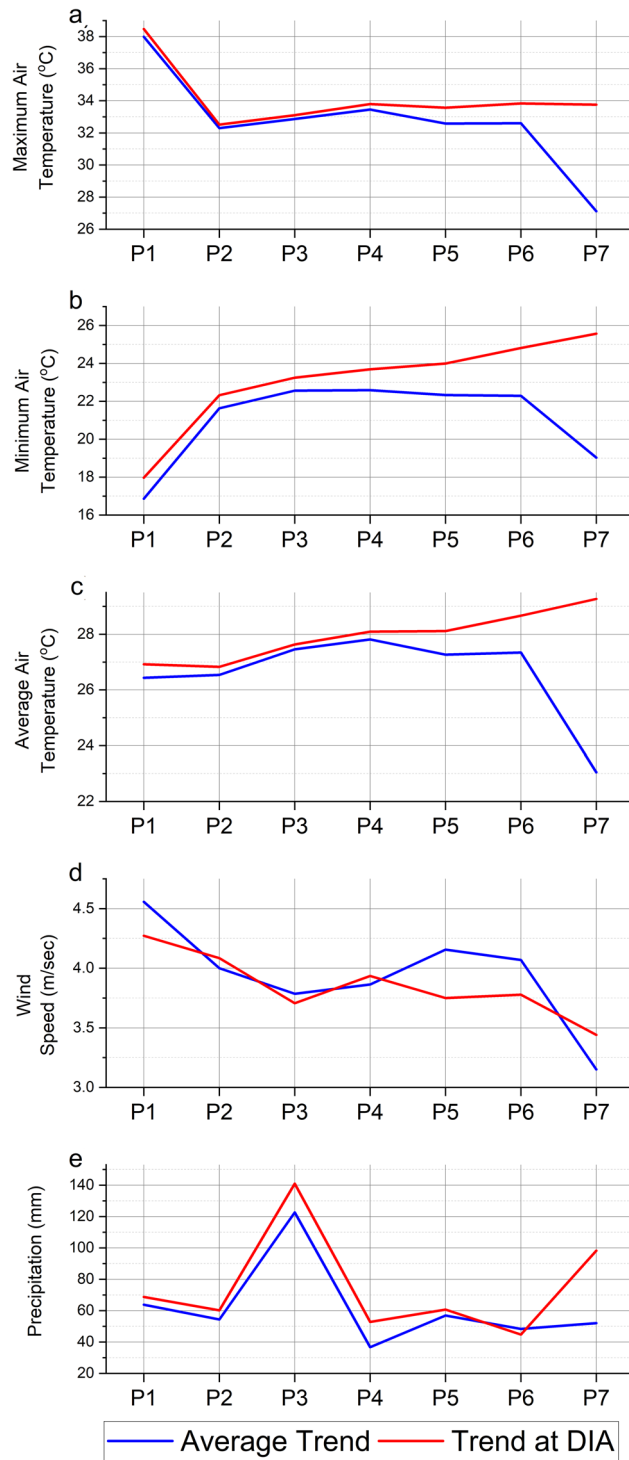 a.
Maximum Air
Temperature (ºC)
38
36
34
32
30
28
26
P1 P2 P3 P4 P5 P6 P7
b
Minimum Air
Temperature (ºC)
26
24
22
20
18
16
P1 P2 P3 P4 P5 P6 P7
c
Average Air
Temperature (ºC)
28
26
24
22
P1 P2 P3 P4 P5 P6 P7
d
Wind
Speed (m/sec)
4.5
4.0
3.5
3.0
P1 P2 P3 P4 P5 P6 P7
e
Precipitation (mm)
140
120
100
80
60
40
20
P1 P2 P3 P4 P5 P6 P7
Average Trend Trend at DIA